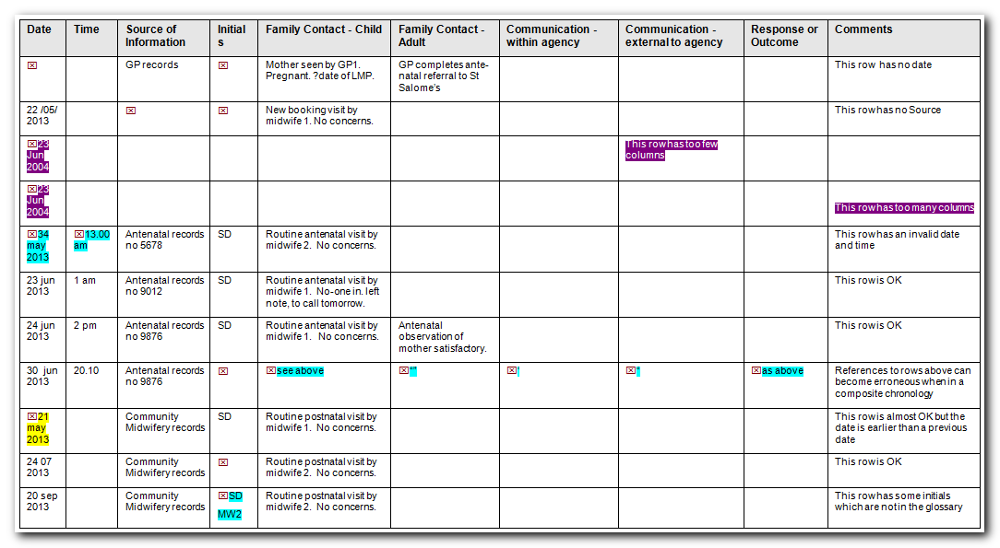 Date Time Source of Information Initials Family Contact - Child Family Contact - Adult Communication - within agency Communication - external to agency Response or Outcome Comments
☒ GP records ☒ Mother seen by GP1. Pregnant. ?date of LMP. GP completes ante-natal referral to St Salome's This row has no date
22 /05/ 2013 ☒ ☒ New booking visit by midwife 1. No concerns. This row has no Source
☒23 Jun 2004 This row has too few columns
☒23 Jun 2004 This row has too many columns
☒34 may 2013 ☒13.00 am Antenatal records no 5678 SD Routine antenatal visit by midwife 2. No concerns. This row has an invalid date and time
23 jun 2013 1 am Antenatal records no 9012 SD Routine antenatal visit by midwife 1. No-one in. left note, to call tomorrow. This row is OK
24 jun 2013 2 pm Antenatal records no 9876 SD Routine antenatal visit by midwife 1. No concerns. Antenatal observation of mother satisfactory. This row is OK
30 jun 2013 20.10 Antenatal records no 9876 ☒ ☒see above ☒"" ☒' ☒" ☒as above References to rows above can become erroneous when in a composite chronology
☒21 may 2013 Community Midwifery records SD Routine postnatal visit by midwife 1. No concerns. This row is almost OK but the date is earlier than a previous date
24 07 2013 Community Midwifery records ☒ Routine postnatal visit by midwife 2. No concerns. This row is OK
20 sep 2013 Community Midwifery records ☒SD MW2 Routine postnatal visit by midwife 2. No concerns. This row has some initials which are not in the glossary